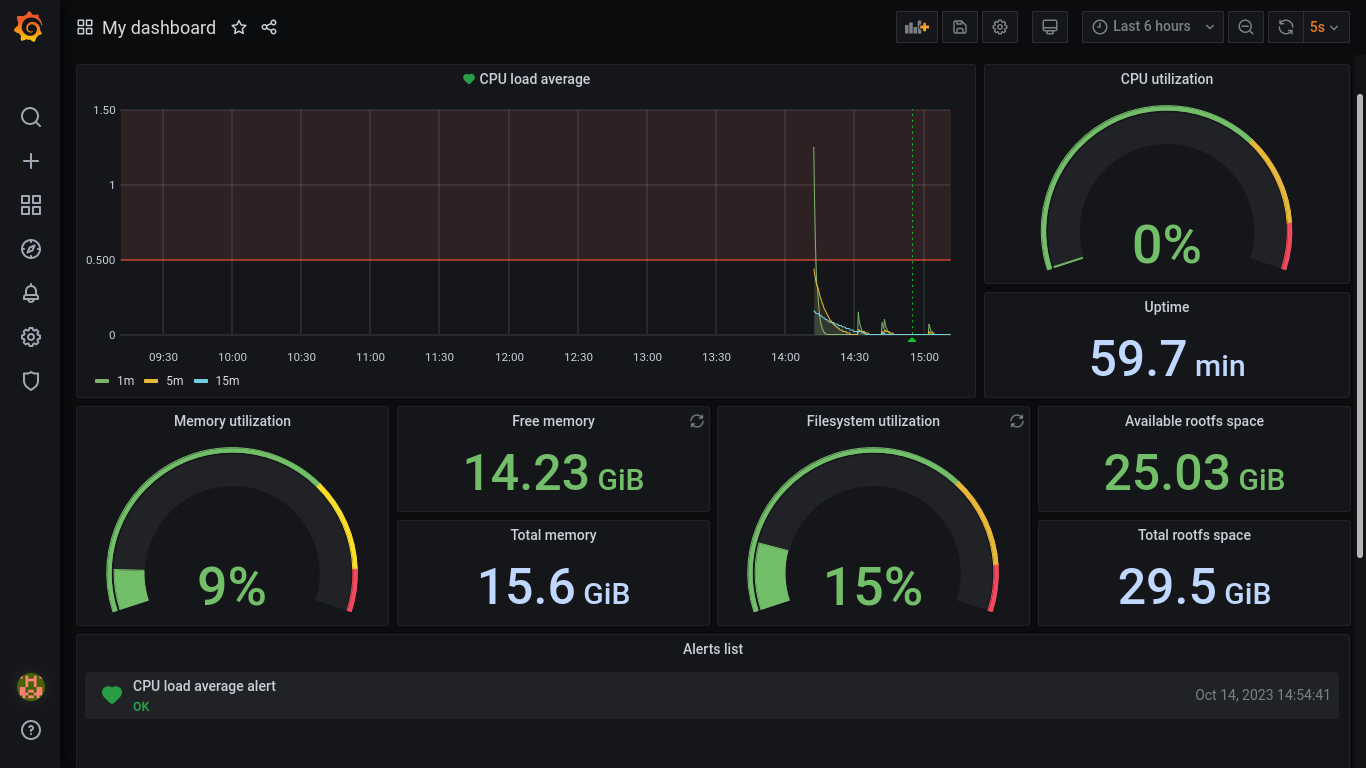 My dashboard
Last 6 hours
5s
CPU load average
1.50
1
0.500
0
09:30 10:00 10:30 11:00 11:30 12:00 12:30 13:00 13:30 14:00 14:30 15:00
1m 5m 15m
CPU utilization
0%
Uptime
59.7 min
Memory utilization
9%
Free memory
14.23 GiB
Total memory
15.6 GiB
Filesystem utilization
15%
Available rootfs space
25.03 GiB
Total rootfs space
29.5 GiB
Alerts list
CPU load average alert
OK
Oct 14, 2023 14:54:41